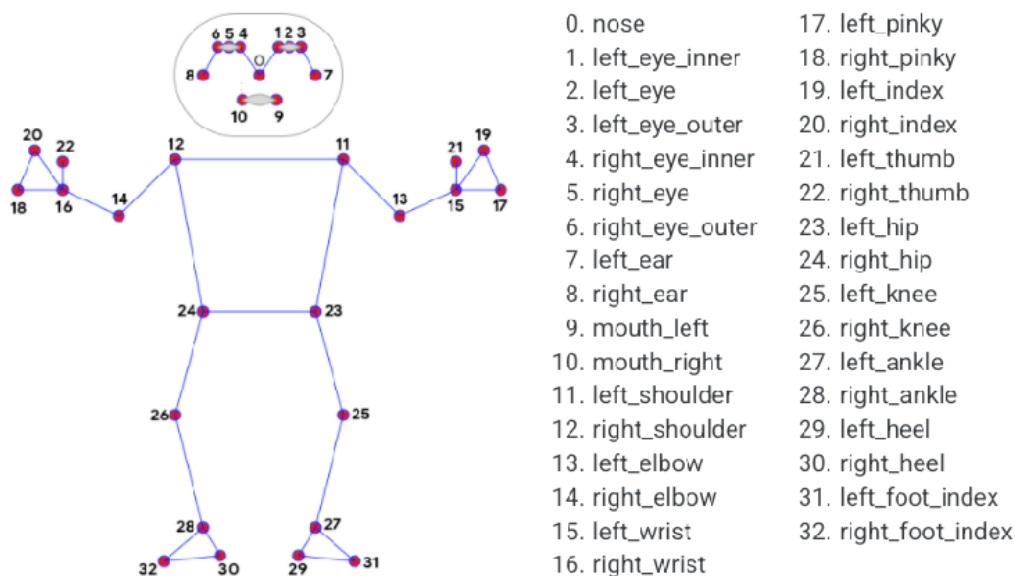 6 5 4 1 2 3
0
8 7
10 9
20 22 12 11 21 19
18 16 14 13 15 17
24 23
26 25
28 27
32 30 29 31
0. nose
1. left_eye_inner
2. left_eye
3. left_eye_outer
4. right_eye_inner
5. right_eye
6. right_eye_outer
7. left_ear
8. right_ear
9. mouth_left
10. mouth_right
11. left_shoulder
12. right_shoulder
13. left_elbow
14. right_elbow
15. left_wrist
16. right_wrist
17. left_pinky
18. right_pinky
19. left_index
20. right_index
21. left_thumb
22. right_thumb
23. left_hip
24. right_hip
25. left_knee
26. right_knee
27. left_ankle
28. right_ankle
29. left_heel
30. right_heel
31. left_foot_index
32. right_foot_index